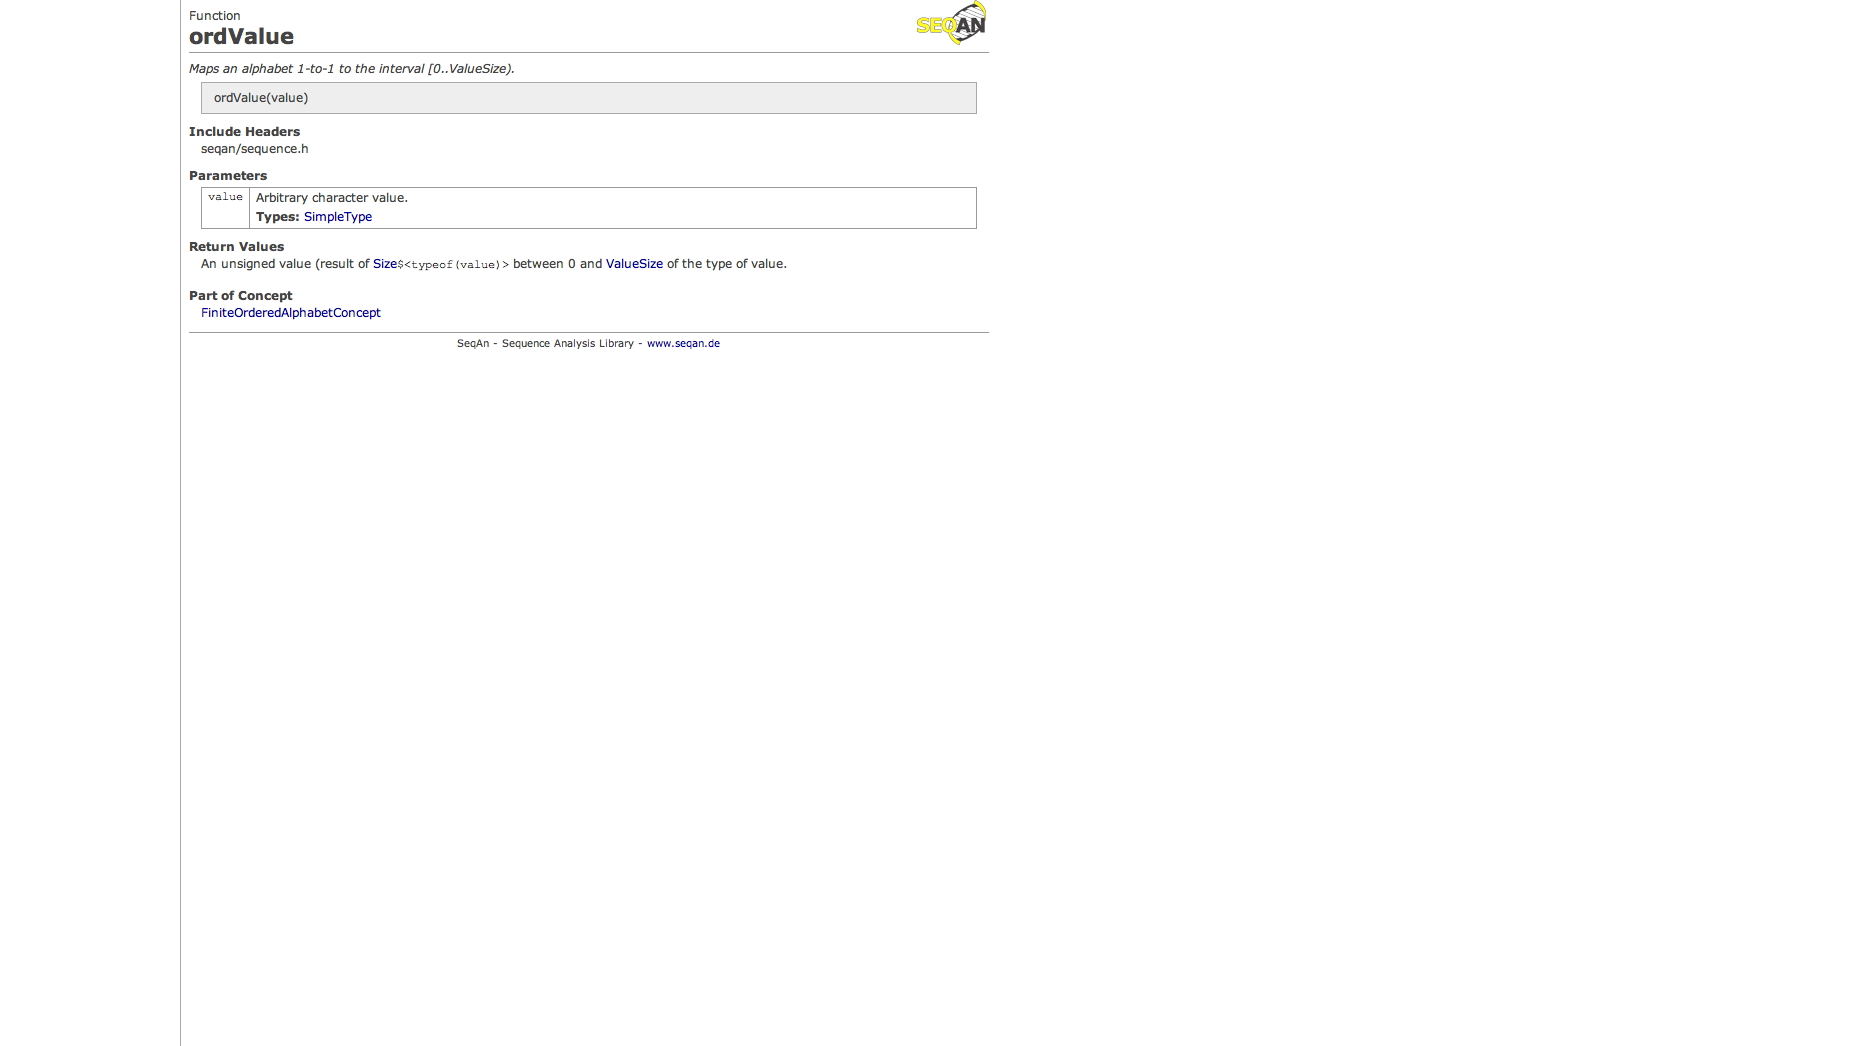 Function
ordValue
SEQAN
Maps an alphabet 1-to-1 to the interval [0..ValueSize).
ordValue(value)
Include Headers
seqan/sequence.h
Parameters
value Arbitrary character value.
Types: SimpleType
Return Values
An unsigned value (result of Size$<typeof(value)> between 0 and ValueSize of the type of value.
Part of Concept
FiniteOrderedAlphabetConcept
SeqAn - Sequence Analysis Library - www.seqan.de